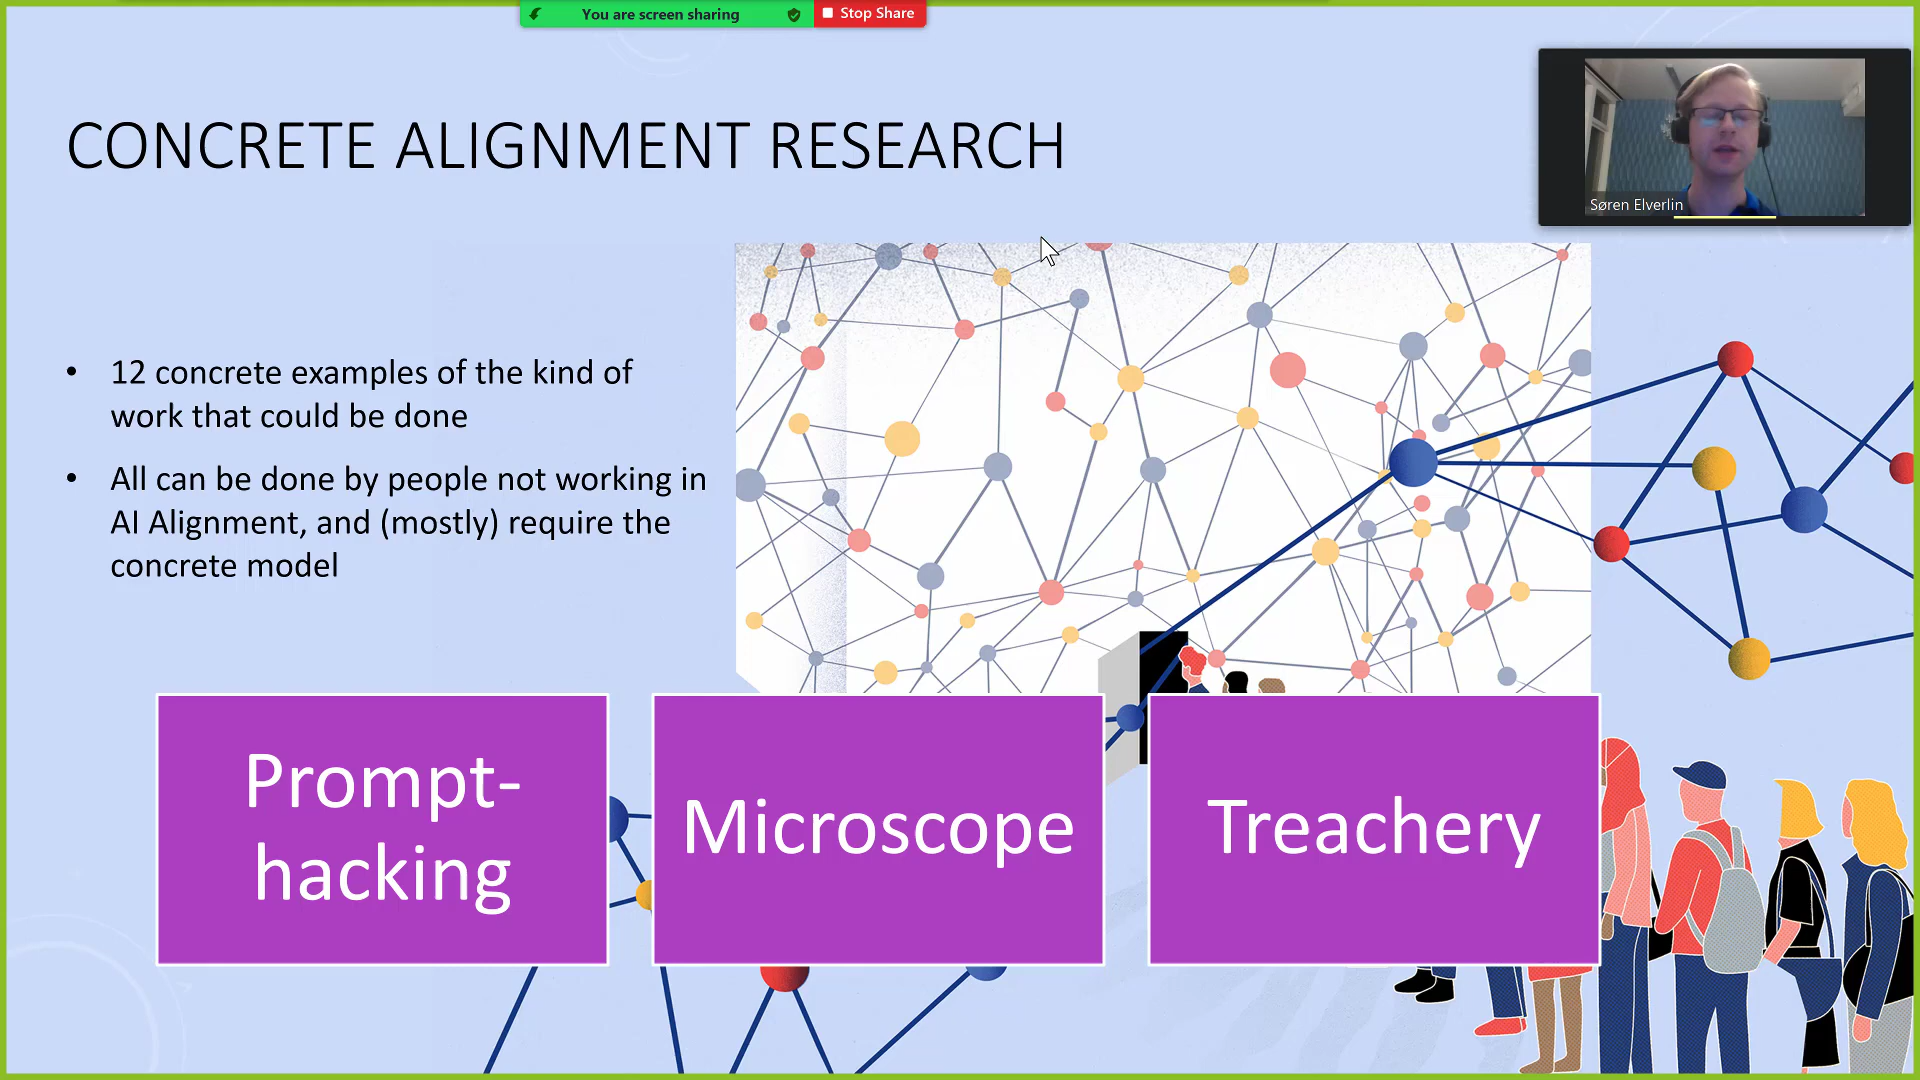 You are screen sharing
Stop Share
CONCRETE ALIGNMENT RESEARCH
Søren Elverlin
• 12 concrete examples of the kind of
work that could be done
• All can be done by people not working in
AI Alignment, and (mostly) require the
concrete model
Prompt-
hacking
Microscope
Treachery